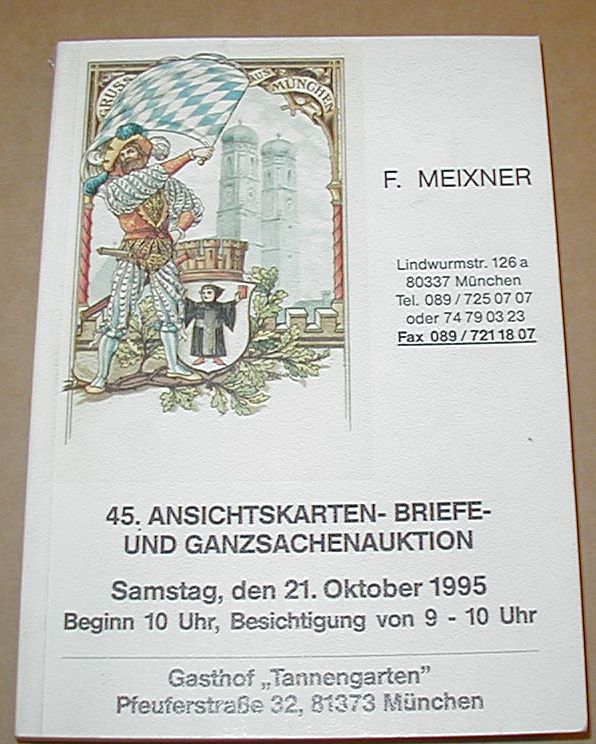 GRUSS AUS MÜNCHEN
F. MEIXNER
Lindwurmstr. 126 a
80337 München
Tel. 089 / 725 07 07
oder 74 79 03 23
Fax 089 / 721 18 07
45. ANSICHTSKARTEN- BRIEFE-
UND GANZSACHENAUKTION
Samstag, den 21. Oktober 1995
Beginn 10 Uhr, Besichtigung von 9 - 10 Uhr
Gasthof „Tannengarten”
Pfeuferstraße 32, 81373 München